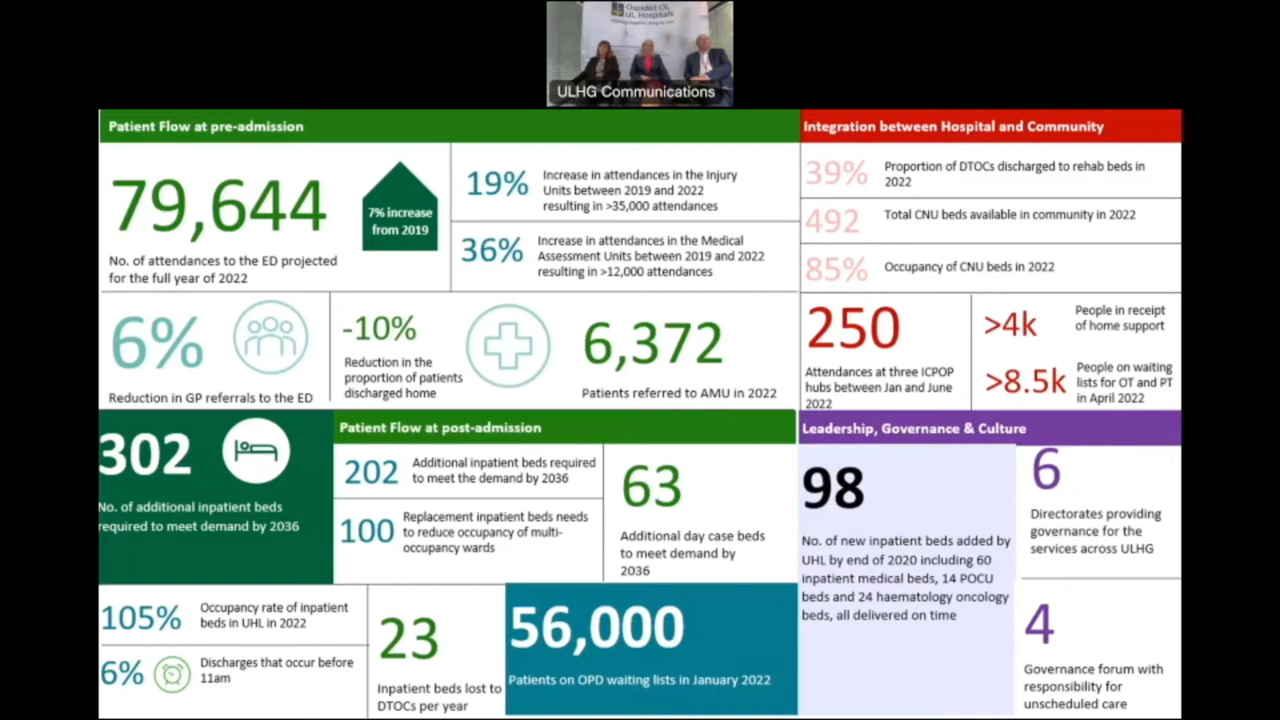 Ospidéil OL
UL Hospitals
ULHG Communications
Patient Flow at pre-admission
79,644
No. of attendances to the ED projected
for the full year of 2022
7% increase
from 2019
19%
Increase in attendances in the Injury
Units between 2019 and 2022
resulting in >35,000 attendances
36%
Increase in attendances in the Medical
Assessment Units between 2019 and 2022
resulting in >12,000 attendances
6%
Reduction in GP referrals to the ED
-10%
Reduction in the
proportion of patients
discharged home
6,372
Patients referred to AMU in 2022
Integration between Hospital and Community
39%
Proportion of DTOCs discharged to rehab beds in
2022
492
Total CNU beds available in community in 2022
85%
Occupancy of CNU beds in 2022
250
Attendances at three ICPOP
hubs between Jan and June
2022
>4k
People in receipt
of home support
>8.5k
People on waiting
lists for OT and PT
in April 2022
302
No. of additional inpatient beds
required to meet demand by 2036
Patient Flow at post-admission
202
Additional inpatient beds required
to meet the demand by 2036
100
Replacement inpatient beds needs
to reduce occupancy of multi-
occupancy wards
63
Additional day case beds
to meet demand by
2036
105%
Occupancy rate of inpatient
beds in UHL in 2022
6%
Discharges that occur before
11am
23
Inpatient beds lost to
DTOCs per year
56,000
Patients on OPD waiting lists in January 2022
Leadership, Governance & Culture
98
No. of new inpatient beds added by
UHL by end of 2020 including 60
inpatient medical beds, 14 POCU
beds and 24 haematology oncology
beds, all delivered on time
6
Directorates providing
governance for the
services across ULHG
4
Governance forum with
responsibility for
unscheduled care